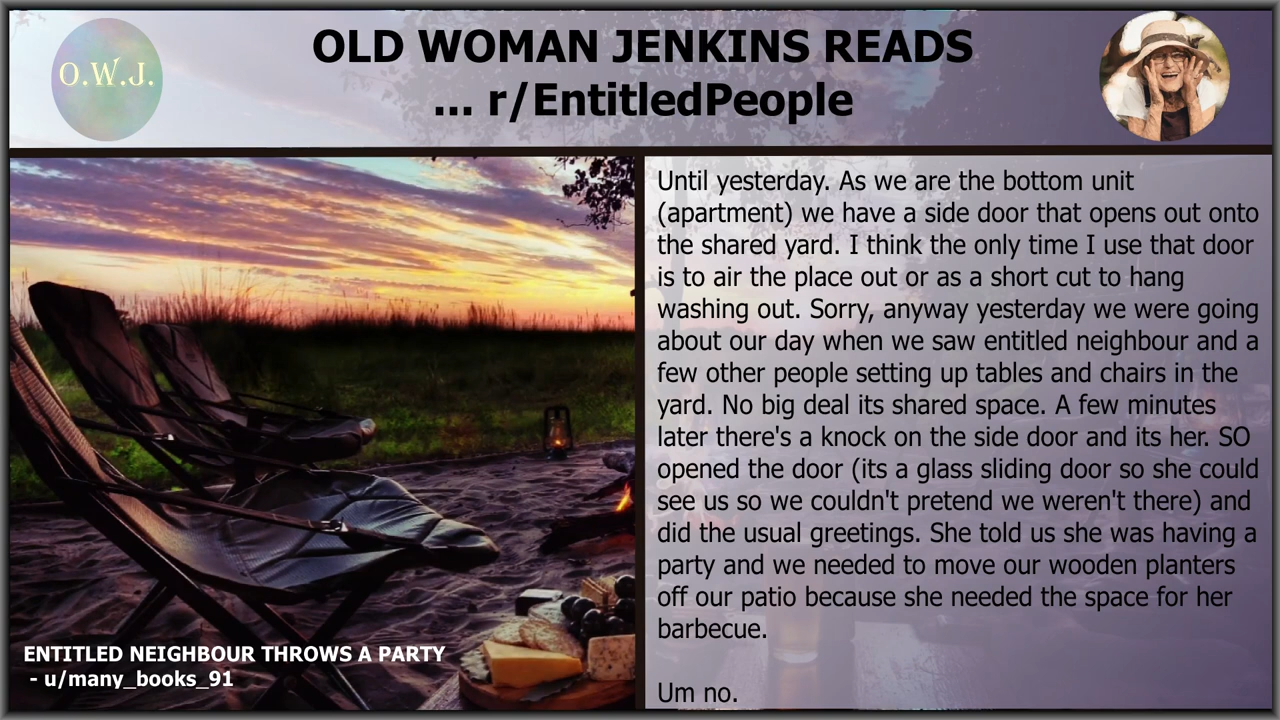 O.W.J.
OLD WOMAN JENKINS READS
... r/EntitledPeople
Until yesterday. As we are the bottom unit
(apartment) we have a side door that opens out onto
the shared yard. I think the only time I use that door
is to air the place out or as a short cut to hang
washing out. Sorry, anyway yesterday we were going
about our day when we saw entitled neighbour and a
few other people setting up tables and chairs in the
yard. No big deal its shared space. A few minutes
later there's a knock on the side door and its her. SO
opened the door (its a glass sliding door so she could
see us so we couldn't pretend we weren't there) and
did the usual greetings. She told us she was having a
party and we needed to move our wooden planters
off our patio because she needed the space for her
barbecue.
Um no.
ENTITLED NEIGHBOUR THROWS A PARTY
- u/many_books_91